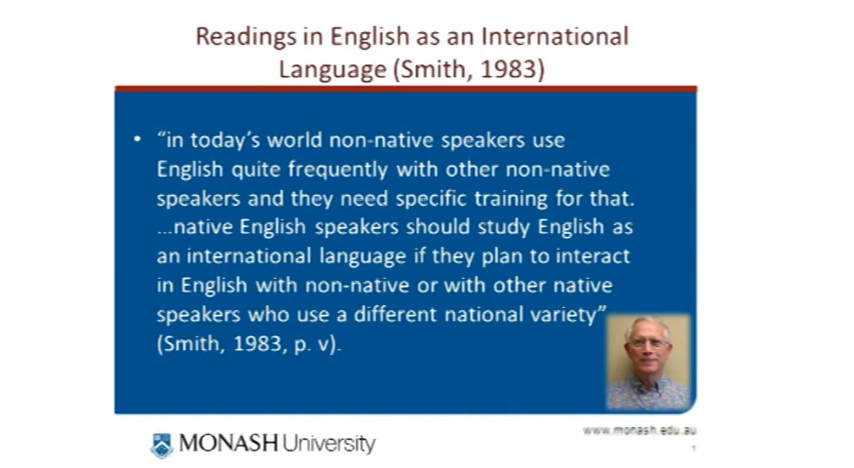 Readings in English as an International
Language (Smith, 1983)
• “in today’s world non-native speakers use
English quite frequently with other non-native
speakers and they need specific training for that.
...native English speakers should study English as
an international language if they plan to interact
in English with non-native or with other native
speakers who use a different national variety”
(Smith, 1983, p. v).
MONASH University
www.monash.edu.au
1